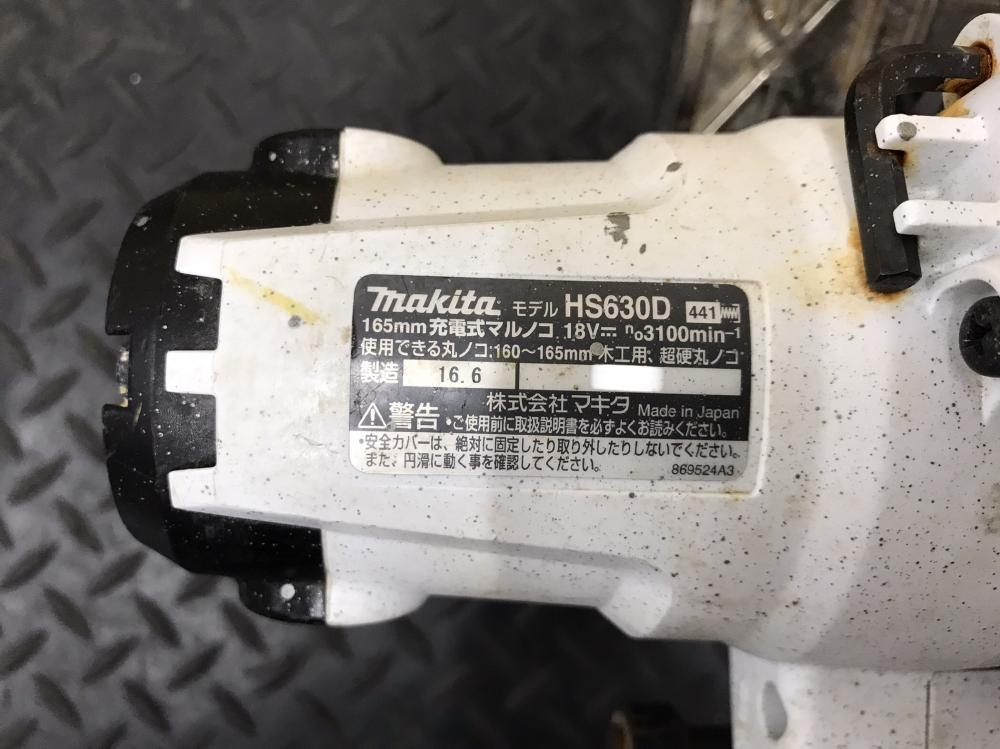 makita モデル HS630D 441
165mm 充電式マルノコ 18V⎓ n₀3100min⁻¹
使用できる丸ノコ:160～165mm 木工用、超硬丸ノコ
製造 16.6
株式会社 マキタ Made in Japan
⚠警告 •ご使用前に取扱説明書を必ずよくお読みください。
•安全カバーは、絶対に固定したり取り外したりしないでください。
また、円滑に動く事を確認してください。 869524A3